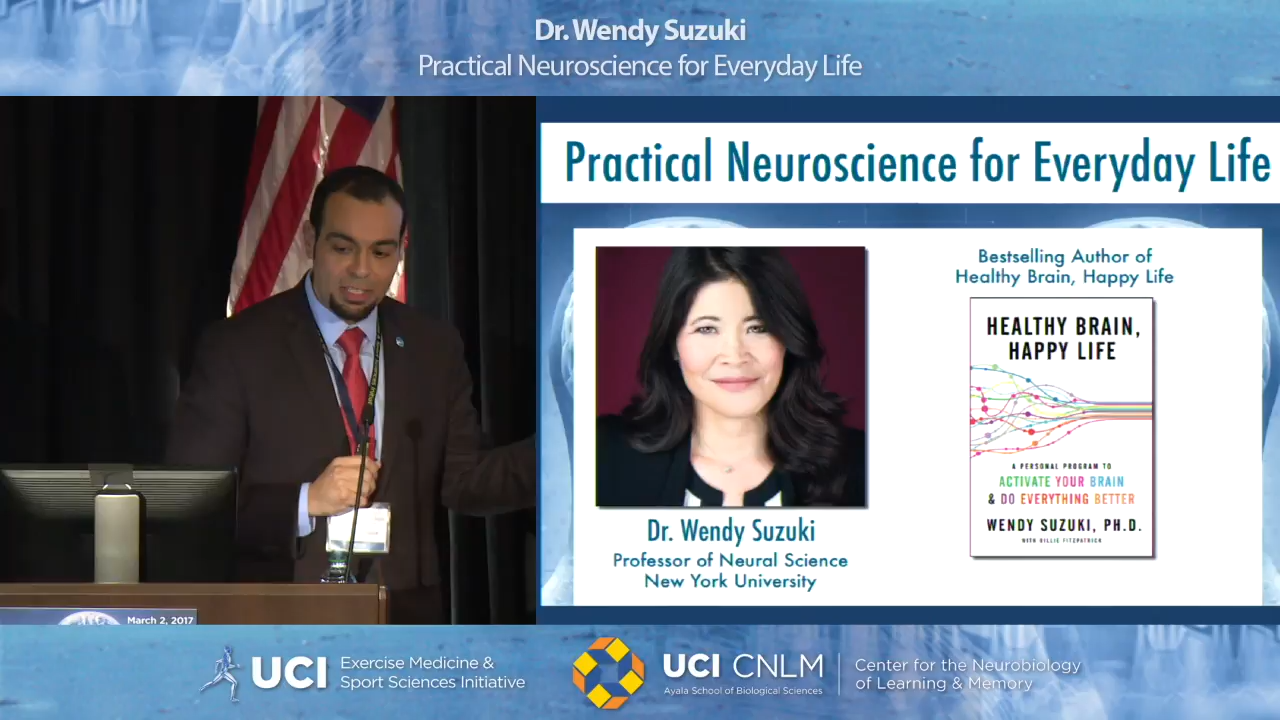 Dr. Wendy Suzuki
Practical Neuroscience for Everyday Life
Practical Neuroscience for Everyday Life
Bestselling Author of
Healthy Brain, Happy Life
HEALTHY BRAIN,
HAPPY LIFE
A PERSONAL PROGRAM TO
ACTIVATE YOUR BRAIN
& DO EVERYTHING BETTER
WENDY SUZUKI, PH.D.
WITH BILLIE FITZPATRICK
Dr. Wendy Suzuki
Professor of Neural Science
New York University
March 2, 2017
UCI Exercise Medicine &
Sport Sciences Initiative
UCI CNLM
Ayala School of Biological Sciences
Center for the Neurobiology
of Learning & Memory